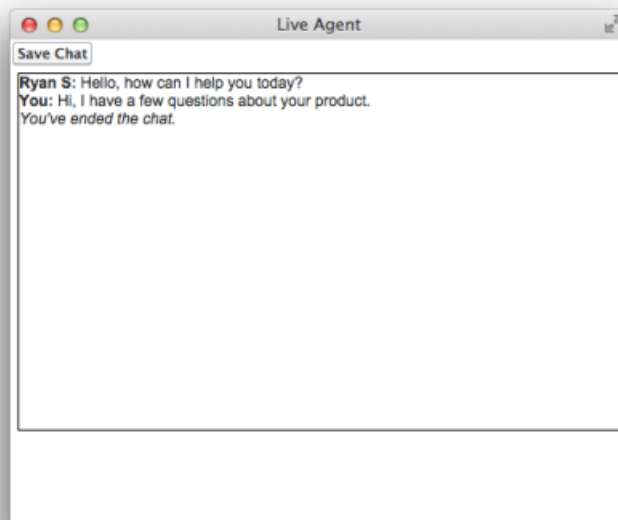 Live Agent
Save Chat
Ryan S: Hello, how can I help you today?
You: Hi, I have a few questions about your product.
You've ended the chat.